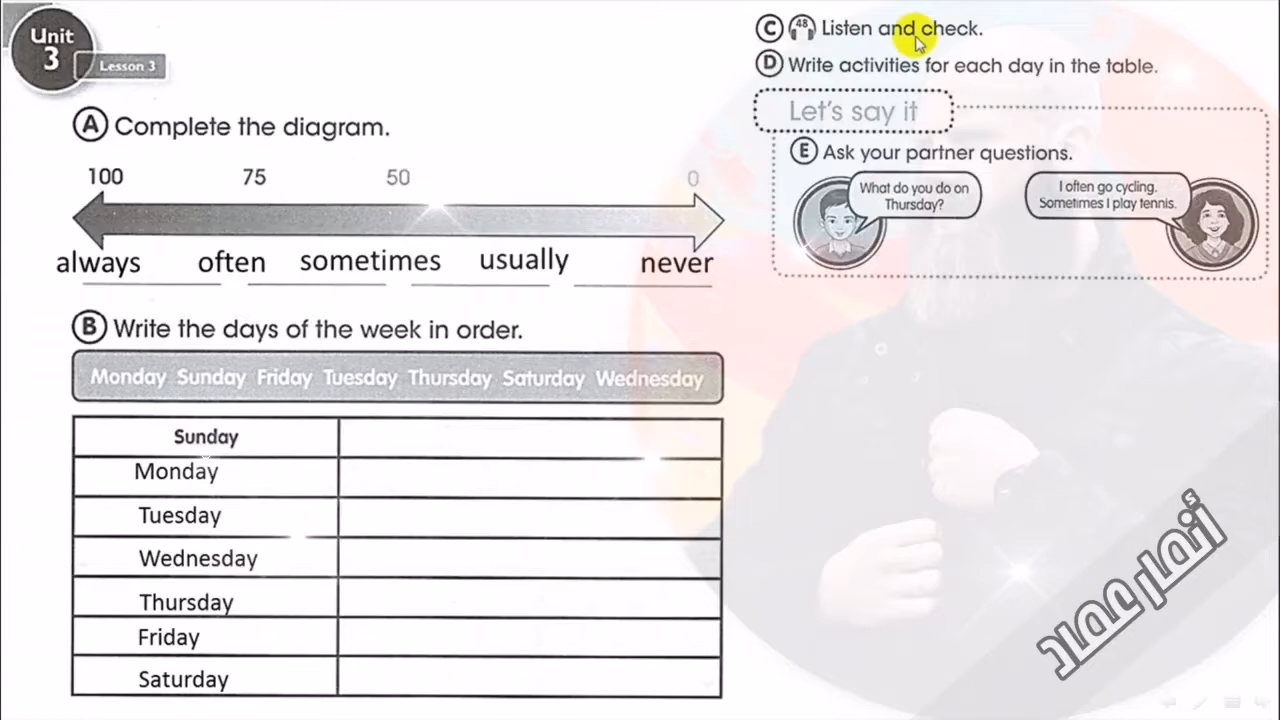 Unit
3
Lesson 3
A Complete the diagram.
100 75 50 0
always often sometimes usually never
B Write the days of the week in order.
Monday Sunday Friday Tuesday Thursday Saturday Wednesday
Sunday
Monday
Tuesday
Wednesday
Thursday
Friday
Saturday
C 48 Listen and check.
D Write activities for each day in the table.
Let's say it
E Ask your partner questions.
What do you do on
Thursday?
I often go cycling.
Sometimes I play tennis.
أنمار عماد